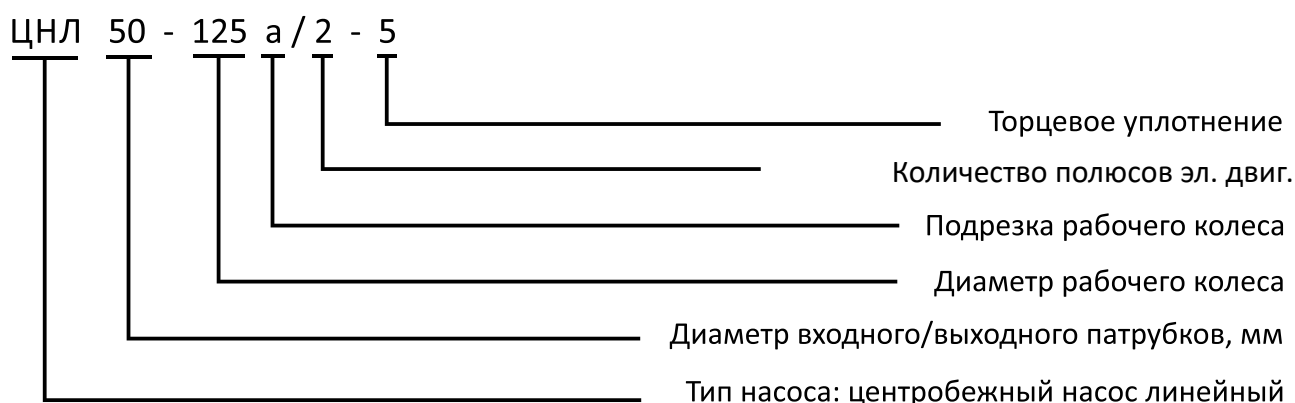 ЦНЛ 50 - 125 а / 2 - 5
Торцевое уплотнение
Количество полюсов эл. двиг.
Подрезка рабочего колеса
Диаметр рабочего колеса
Диаметр входного/выходного патрубков, мм
Тип насоса: центробежный насос линейный